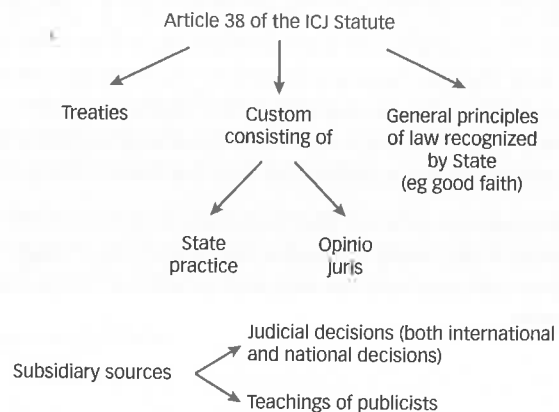 Article 38 of the ICJ Statute
Treaties
Custom
consisting of
General principles
of law recognized
by State
(eg good faith)
State
practice
Opinio
juris
Subsidiary sources
Judicial decisions (both international
and national decisions)
Teachings of publicists